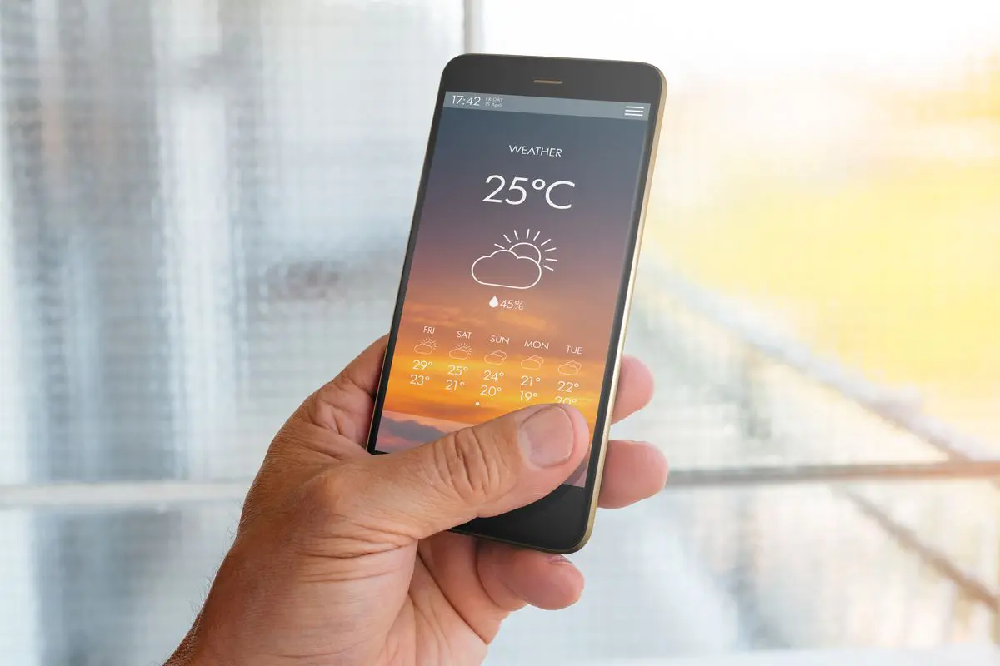 17:42 FRIDAY
15 April
WEATHER
25°C
45%
FRI SAT SUN MON TUE
29° 25° 24° 21° 22°
23° 21° 20° 19° 20°